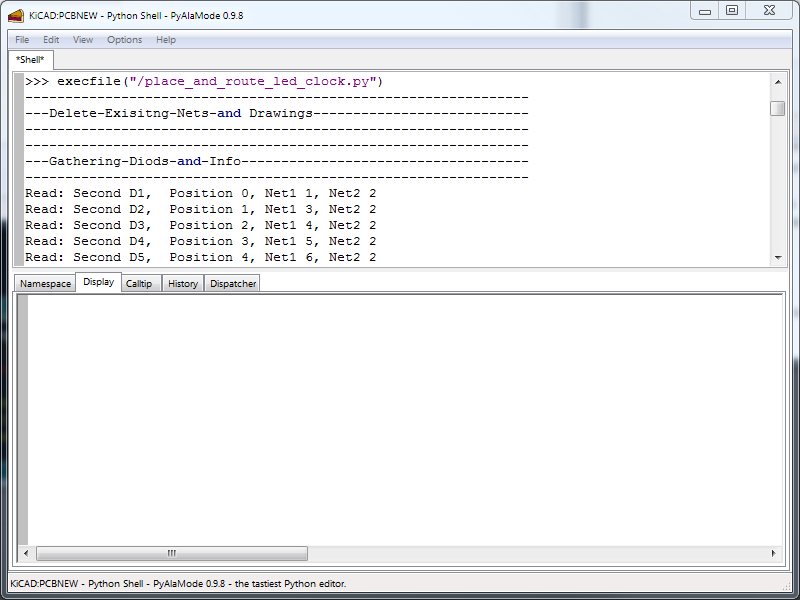 KiCAD:PCBNEW - Python Shell - PyAlaMode 0.9.8
File Edit View Options Help
*Shell*
>>> execfile("/place_and_route_led_clock.py")
---------------------------------------------------------------
---Delete-Exisitng-Nets-and Drawings---------------------------
---------------------------------------------------------------
---------------------------------------------------------------
---Gathering-Diods-and-Info------------------------------------
---------------------------------------------------------------
Read: Second D1,  Position 0, Net1 1, Net2 2
Read: Second D2,  Position 1, Net1 3, Net2 2
Read: Second D3,  Position 2, Net1 4, Net2 2
Read: Second D4,  Position 3, Net1 5, Net2 2
Read: Second D5,  Position 4, Net1 6, Net2 2
Namespace Display Calltip History Dispatcher
KiCAD:PCBNEW - Python Shell - PyAlaMode 0.9.8 - the tastiest Python editor.